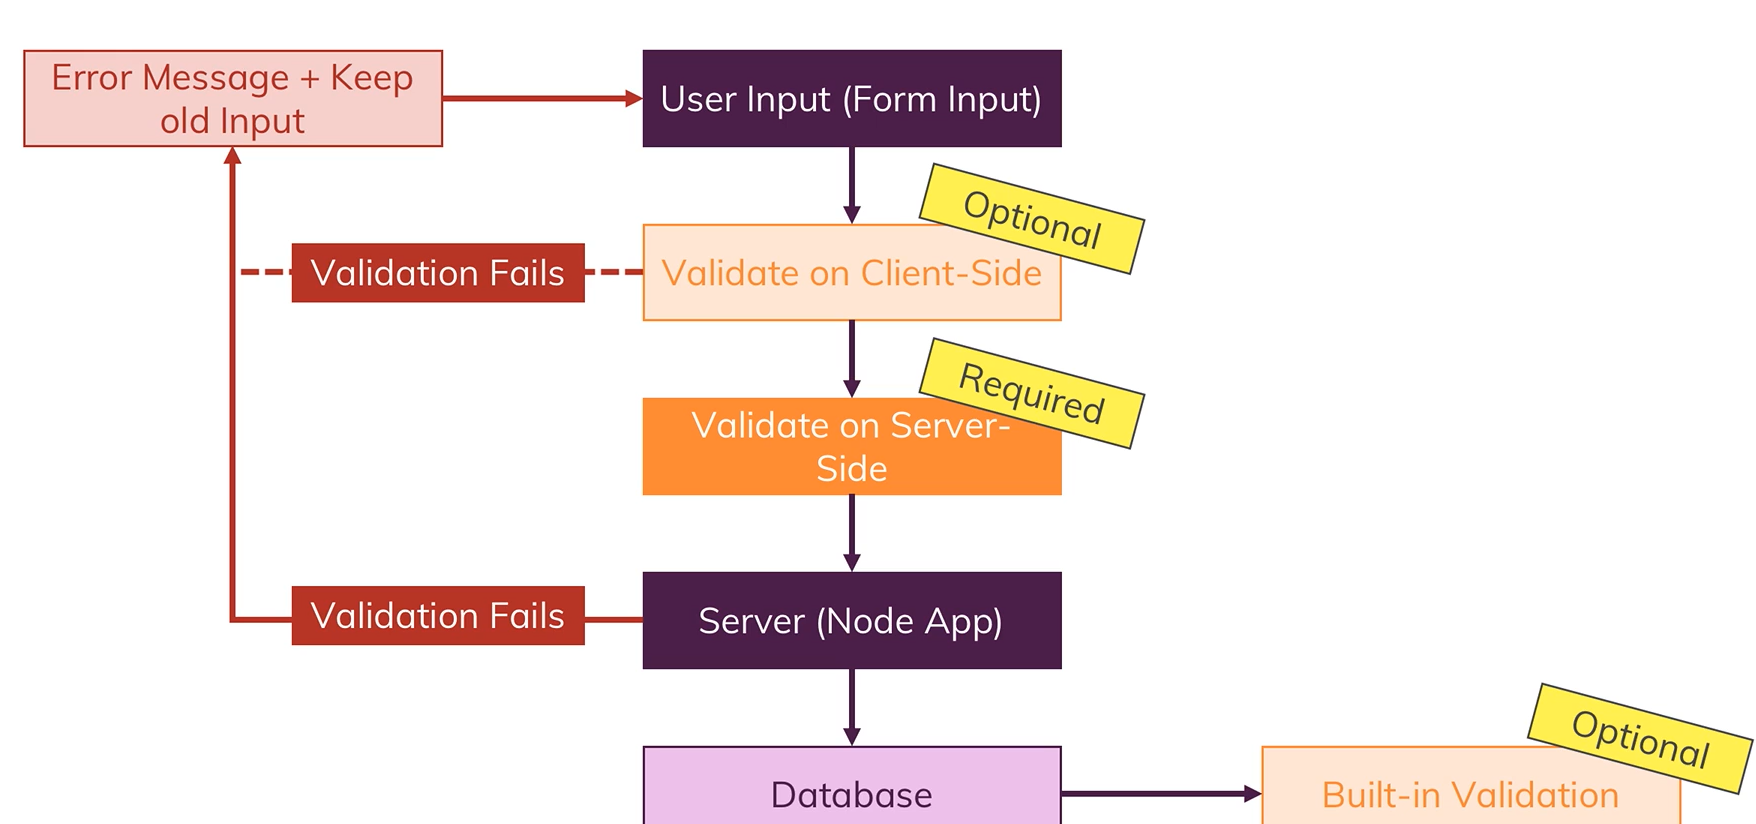 Error Message + Keep
old Input
User Input (Form Input)
Optional
Validation Fails
Validate on Client-Side
Required
Validate on Server-
Side
Validation Fails
Server (Node App)
Optional
Database
Built-in Validation